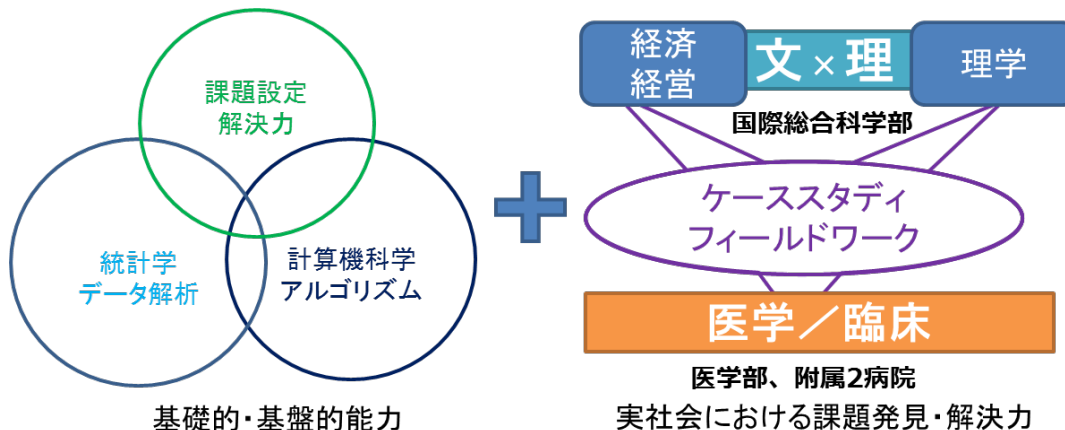 課題設定
解決力
統計学
データ解析
計算機科学
アルゴリズム
基礎的・基盤的能力
経済
経営
文×理
理学
国際総合科学部
ケーススタディ
フィールドワーク
医学／臨床
医学部、附属2病院
実社会における課題発見・解決力